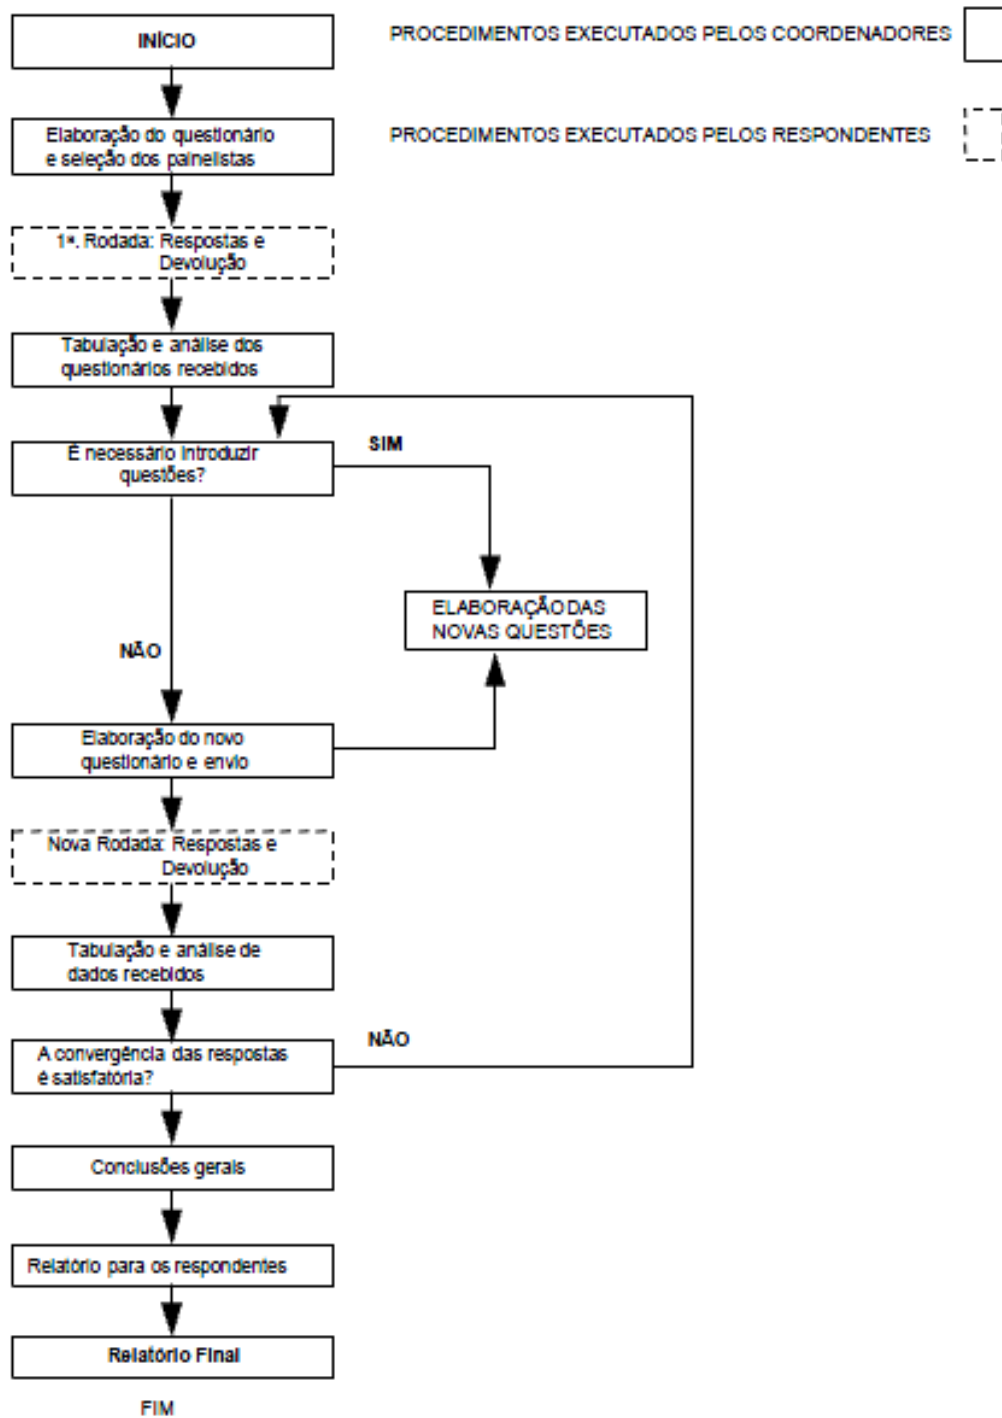 INÍCIO
PROCEDIMENTOS EXECUTADOS PELOS COORDENADORES
Elaboração do questionário
e seleção dos painelistas
PROCEDIMENTOS EXECUTADOS PELOS RESPONDENTES
1ª. Rodada: Respostas e
Devolução
Tabulação e análise dos
questionários recebidos
É necessário introduzir
questões?
SIM
ELABORAÇÃO DAS
NOVAS QUESTÕES
NÃO
Elaboração do novo
questionário e envio
Nova Rodada: Respostas e
Devolução
Tabulação e análise de
dados recebidos
A convergência das respostas
é satisfatória?
NÃO
Conclusões gerais
Relatório para os respondentes
Relatório Final
FIM